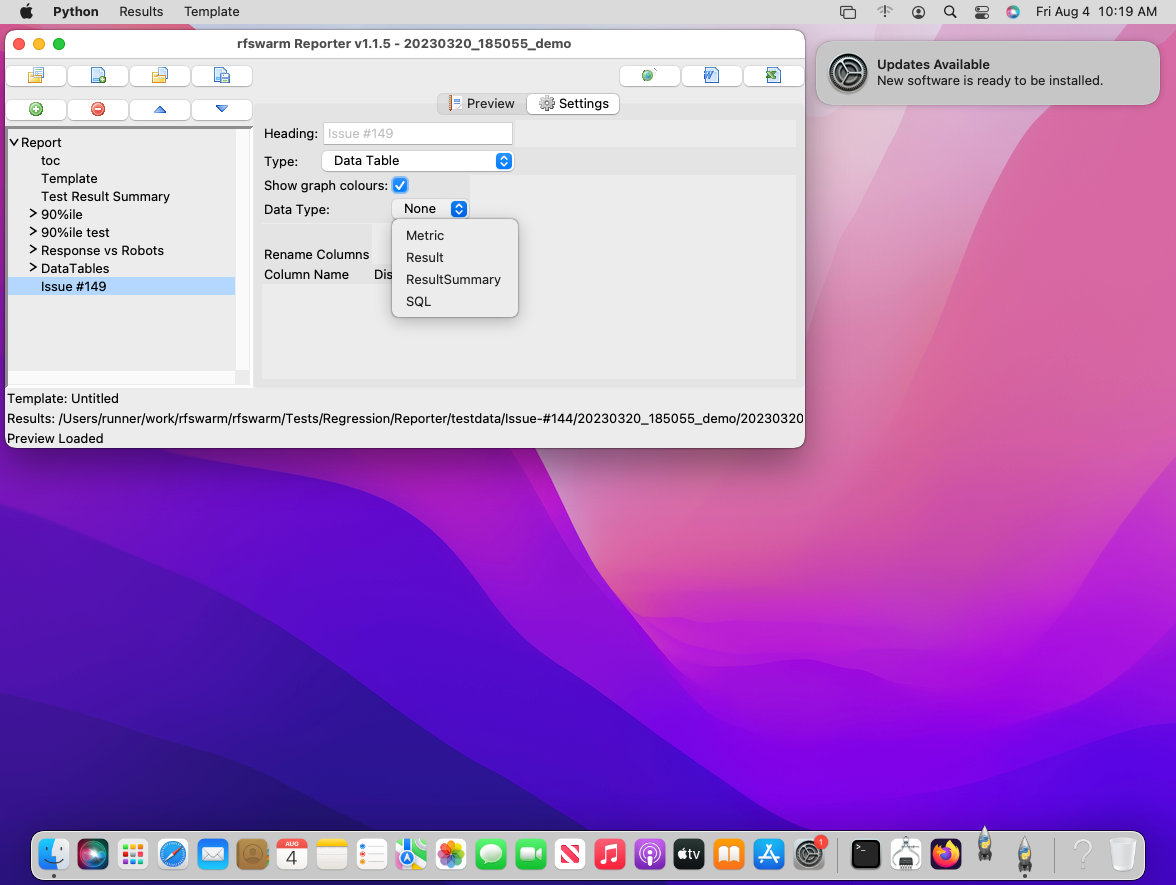 Python Results Template Fri Aug 4 10:19 AM
rfswarm Reporter v1.1.5 - 20230320_185055_demo
Updates Available
New software is ready to be installed.
Preview Settings
Report
toc
Template
Test Result Summary
90%ile
90%ile test
Response vs Robots
DataTables
Issue #149
Heading: Issue #149
Type: Data Table
Show graph colours:
Data Type: None
Metric
Result
ResultSummary
SQL
Rename Columns
Column Name Dis
Template: Untitled
Results: /Users/runner/work/rfswarm/rfswarm/Tests/Regression/Reporter/testdata/Issue-#144/20230320_185055_demo/20230320
Preview Loaded
AUG
4
tv
1
>_
?